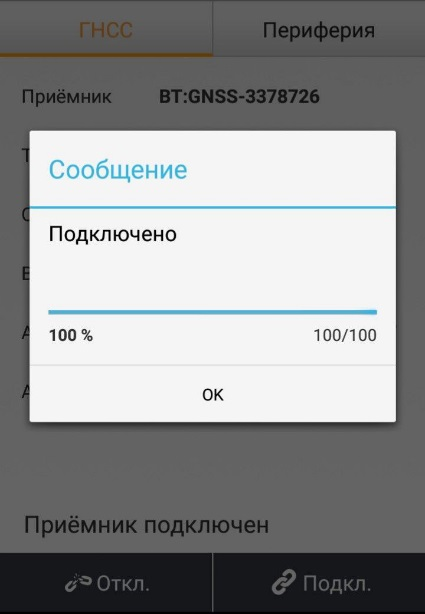 ГНСС Периферия
Приёмник BT:GNSS-3378726
Сообщение
Подключено
100 % 100/100
OK
Приёмник подключен
Откл. Подкл.